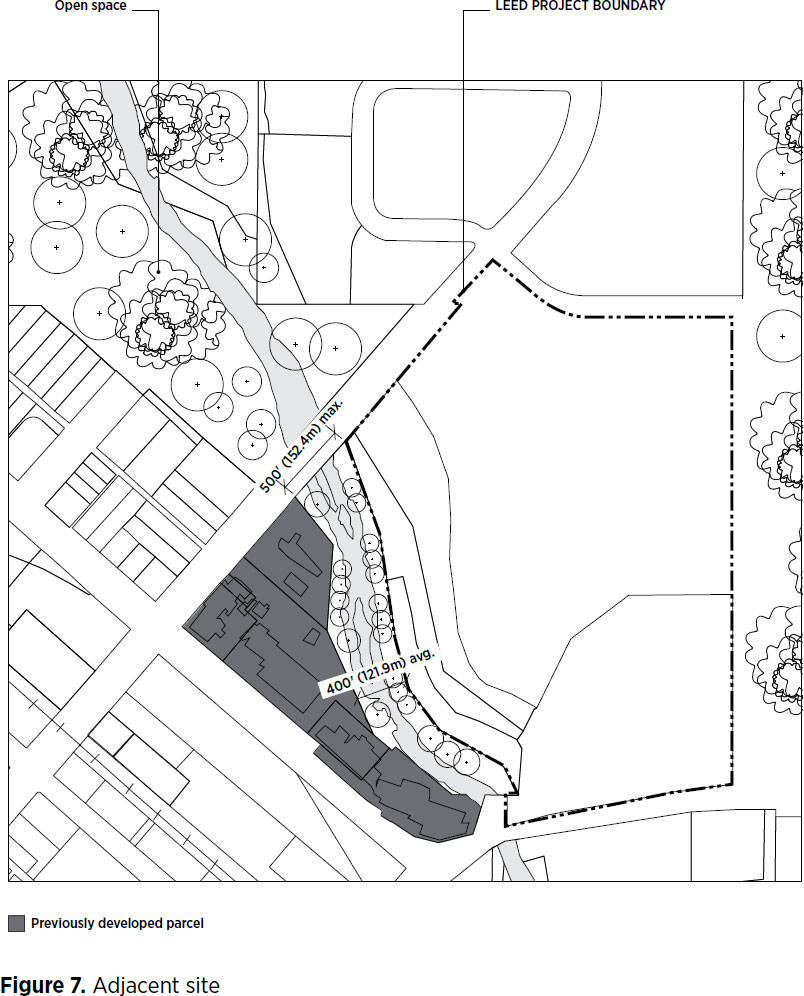 Open space
LEED PROJECT BOUNDARY
500' (152.4m) max.
400' (121.9m) avg.
Previously developed parcel
Figure 7. Adjacent site